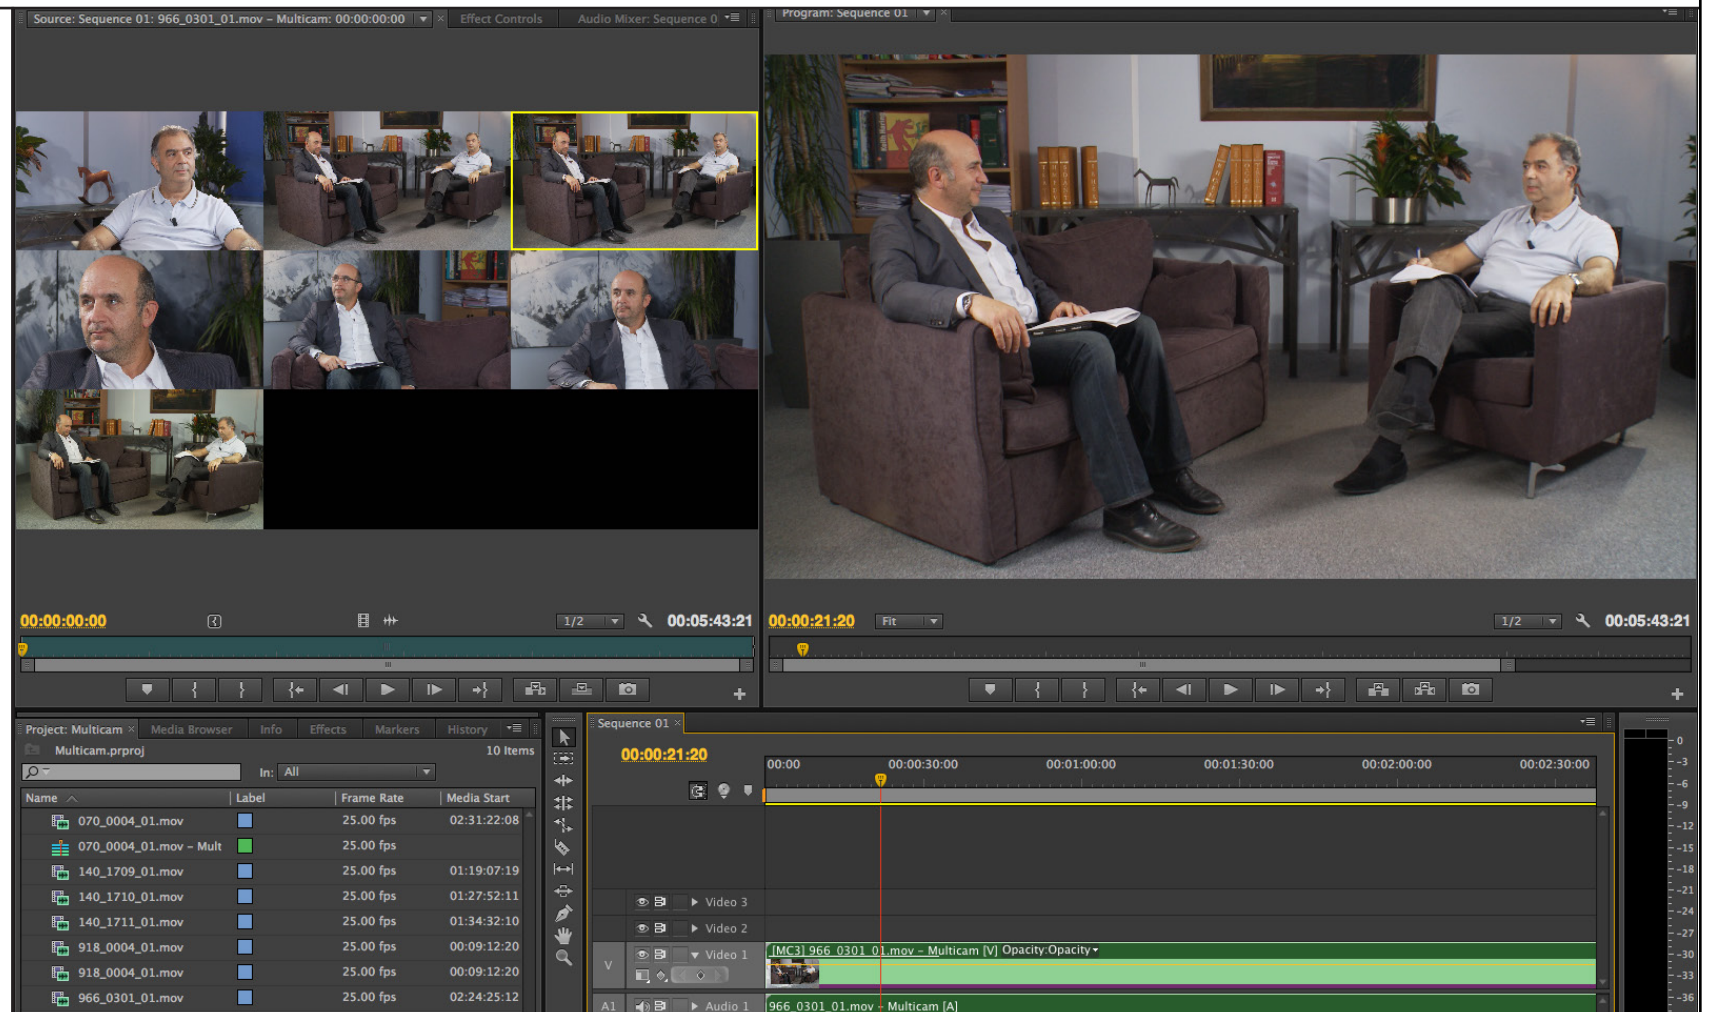 Source: Sequence 01: 966_0301_01.mov – Multicam: 00:00:00:00
Effect Controls
Audio Mixer: Sequence 0
Program: Sequence 01
00:00:00:00
1/2
00:05:43:21
00:00:21:20
Fit
1/2
00:05:43:21
Project: Multicam
Media Browser
Info
Effects
Markers
History
Multicam.prproj
10 Items
In: All
Name Label Frame Rate Media Start
070_0004_01.mov 25.00 fps 02:31:22:08
070_0004_01.mov – Mult 25.00 fps
140_1709_01.mov 25.00 fps 01:19:07:19
140_1710_01.mov 25.00 fps 01:27:52:11
140_1711_01.mov 25.00 fps 01:34:32:10
918_0004_01.mov 25.00 fps 00:09:12:20
918_0004_01.mov 25.00 fps 00:09:12:20
966_0301_01.mov 25.00 fps 02:24:25:12
Sequence 01
00:00:21:20
00:00 00:00:30:00 00:01:00:00 00:01:30:00 00:02:00:00 00:02:30:00
Video 3
Video 2
V Video 1
[MC3] 966_0301_01.mov – Multicam [V] Opacity:Opacity
A1 Audio 1
966_0301_01.mov – Multicam [A]
0
-3
-6
-9
-12
-15
-18
-21
-24
-27
-30
-33
-36